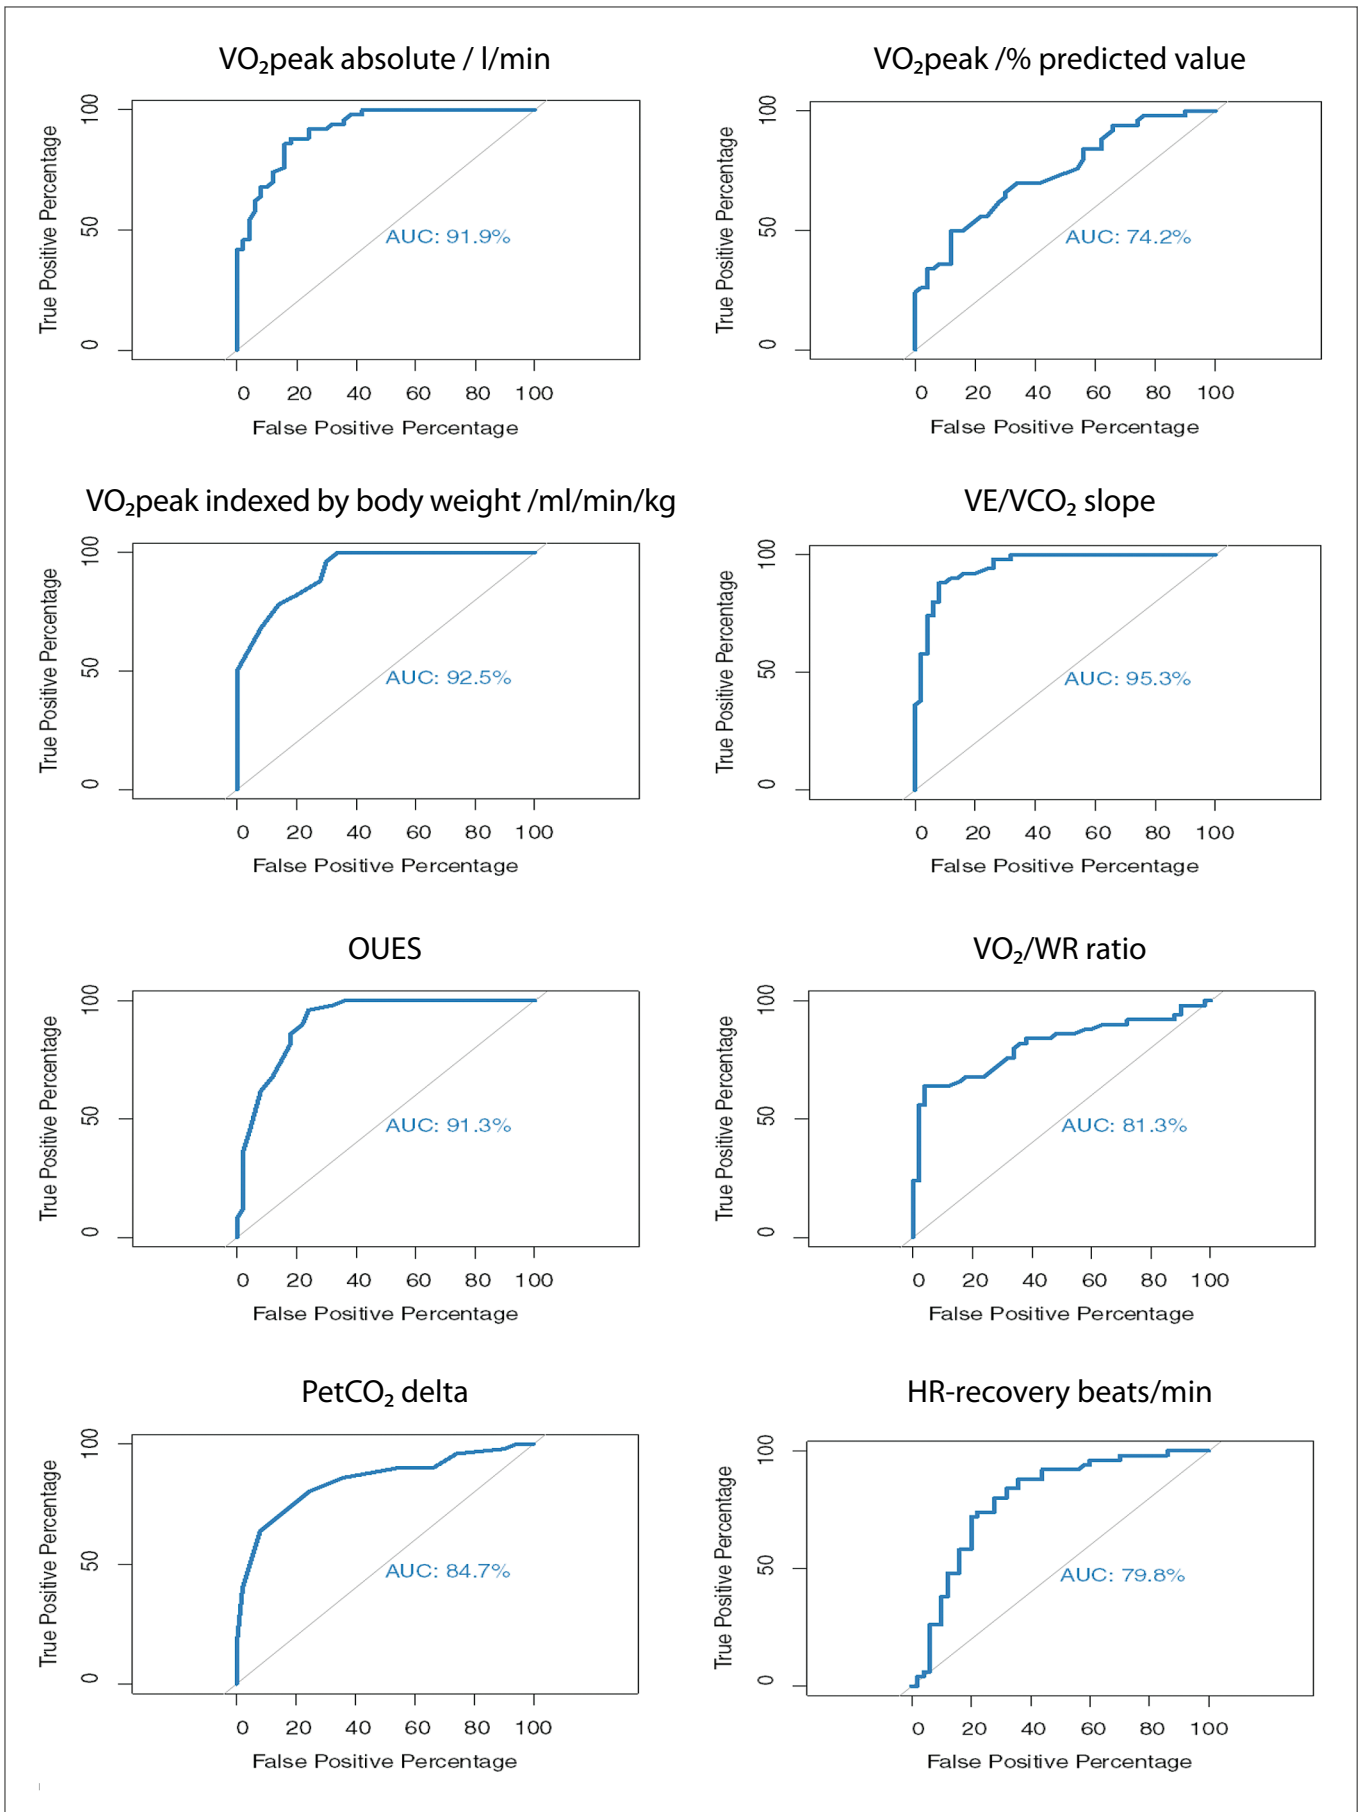 VO₂peak absolute / l/min
True Positive Percentage
100
50
0
AUC: 91.9%
0 20 40 60 80 100
False Positive Percentage
VO₂peak /% predicted value
True Positive Percentage
100
50
0
AUC: 74.2%
0 20 40 60 80 100
False Positive Percentage
VO₂peak indexed by body weight /ml/min/kg
True Positive Percentage
100
50
0
AUC: 92.5%
0 20 40 60 80 100
False Positive Percentage
VE/VCO₂ slope
True Positive Percentage
100
50
0
AUC: 95.3%
0 20 40 60 80 100
False Positive Percentage
OUES
True Positive Percentage
100
50
0
AUC: 91.3%
0 20 40 60 80 100
False Positive Percentage
VO₂/WR ratio
True Positive Percentage
100
50
0
AUC: 81.3%
0 20 40 60 80 100
False Positive Percentage
PetCO₂ delta
True Positive Percentage
100
50
0
AUC: 84.7%
0 20 40 60 80 100
False Positive Percentage
HR-recovery beats/min
True Positive Percentage
100
50
0
AUC: 79.8%
0 20 40 60 80 100
False Positive Percentage